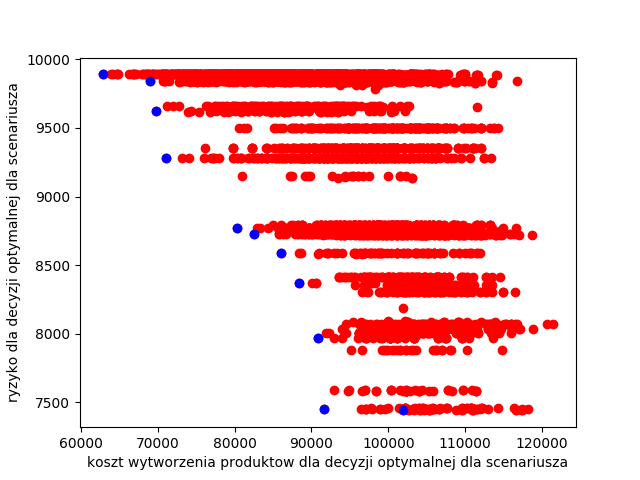 10000
9500
9000
8500
8000
7500
60000 70000 80000 90000 100000 110000 120000
koszt wytworzenia produktow dla decyzji optymalnej dla scenariusza
ryzyko dla decyzji optymalnej dla scenariusza